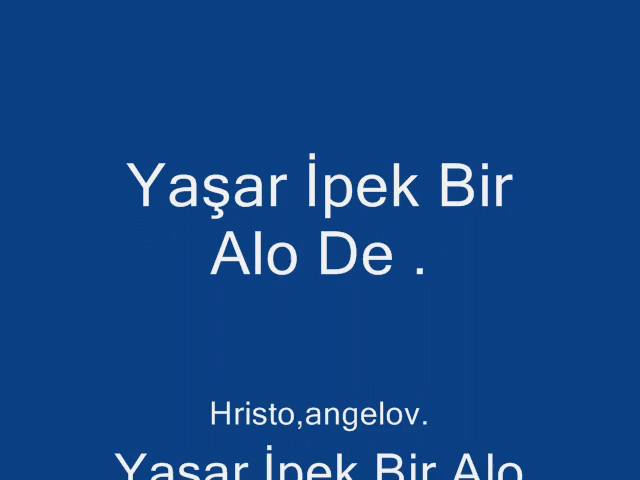 Yaşar İpek Bir
Alo De .
Hristo,angelov.
Yaşar İpek Bir Alo